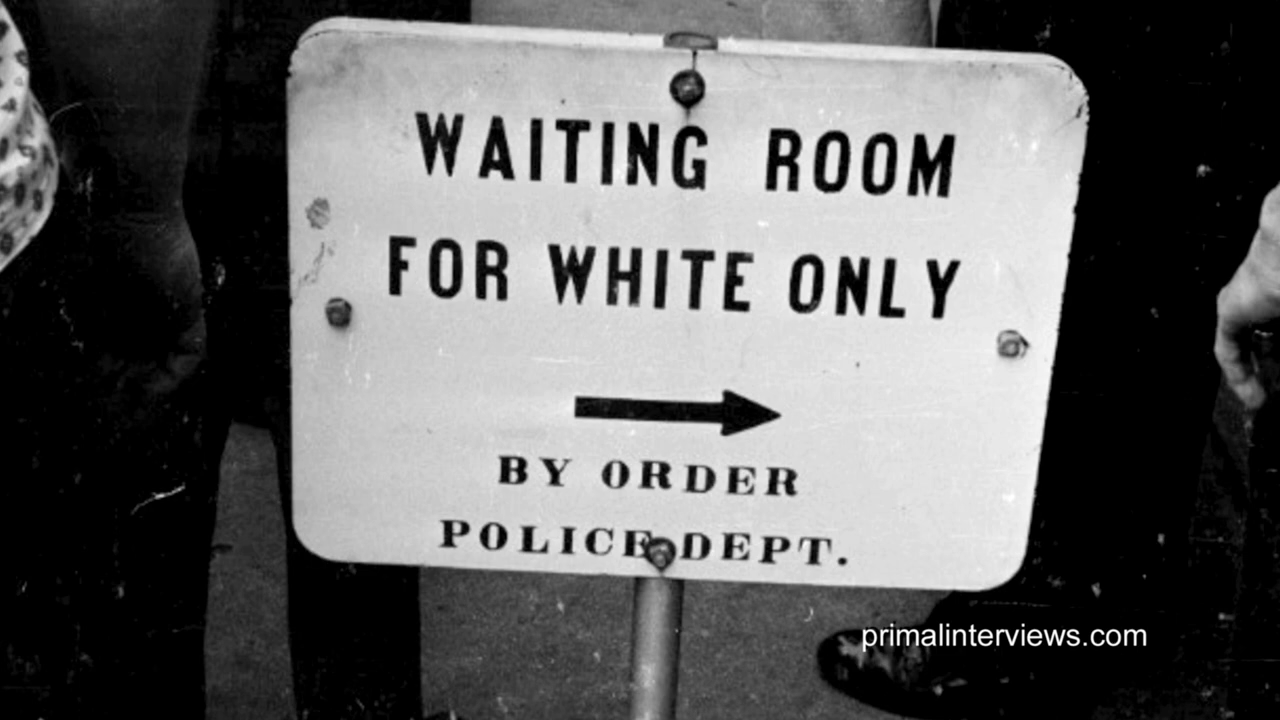 WAITING ROOM
FOR WHITE ONLY
BY ORDER
POLICE DEPT.
primalinterviews.com